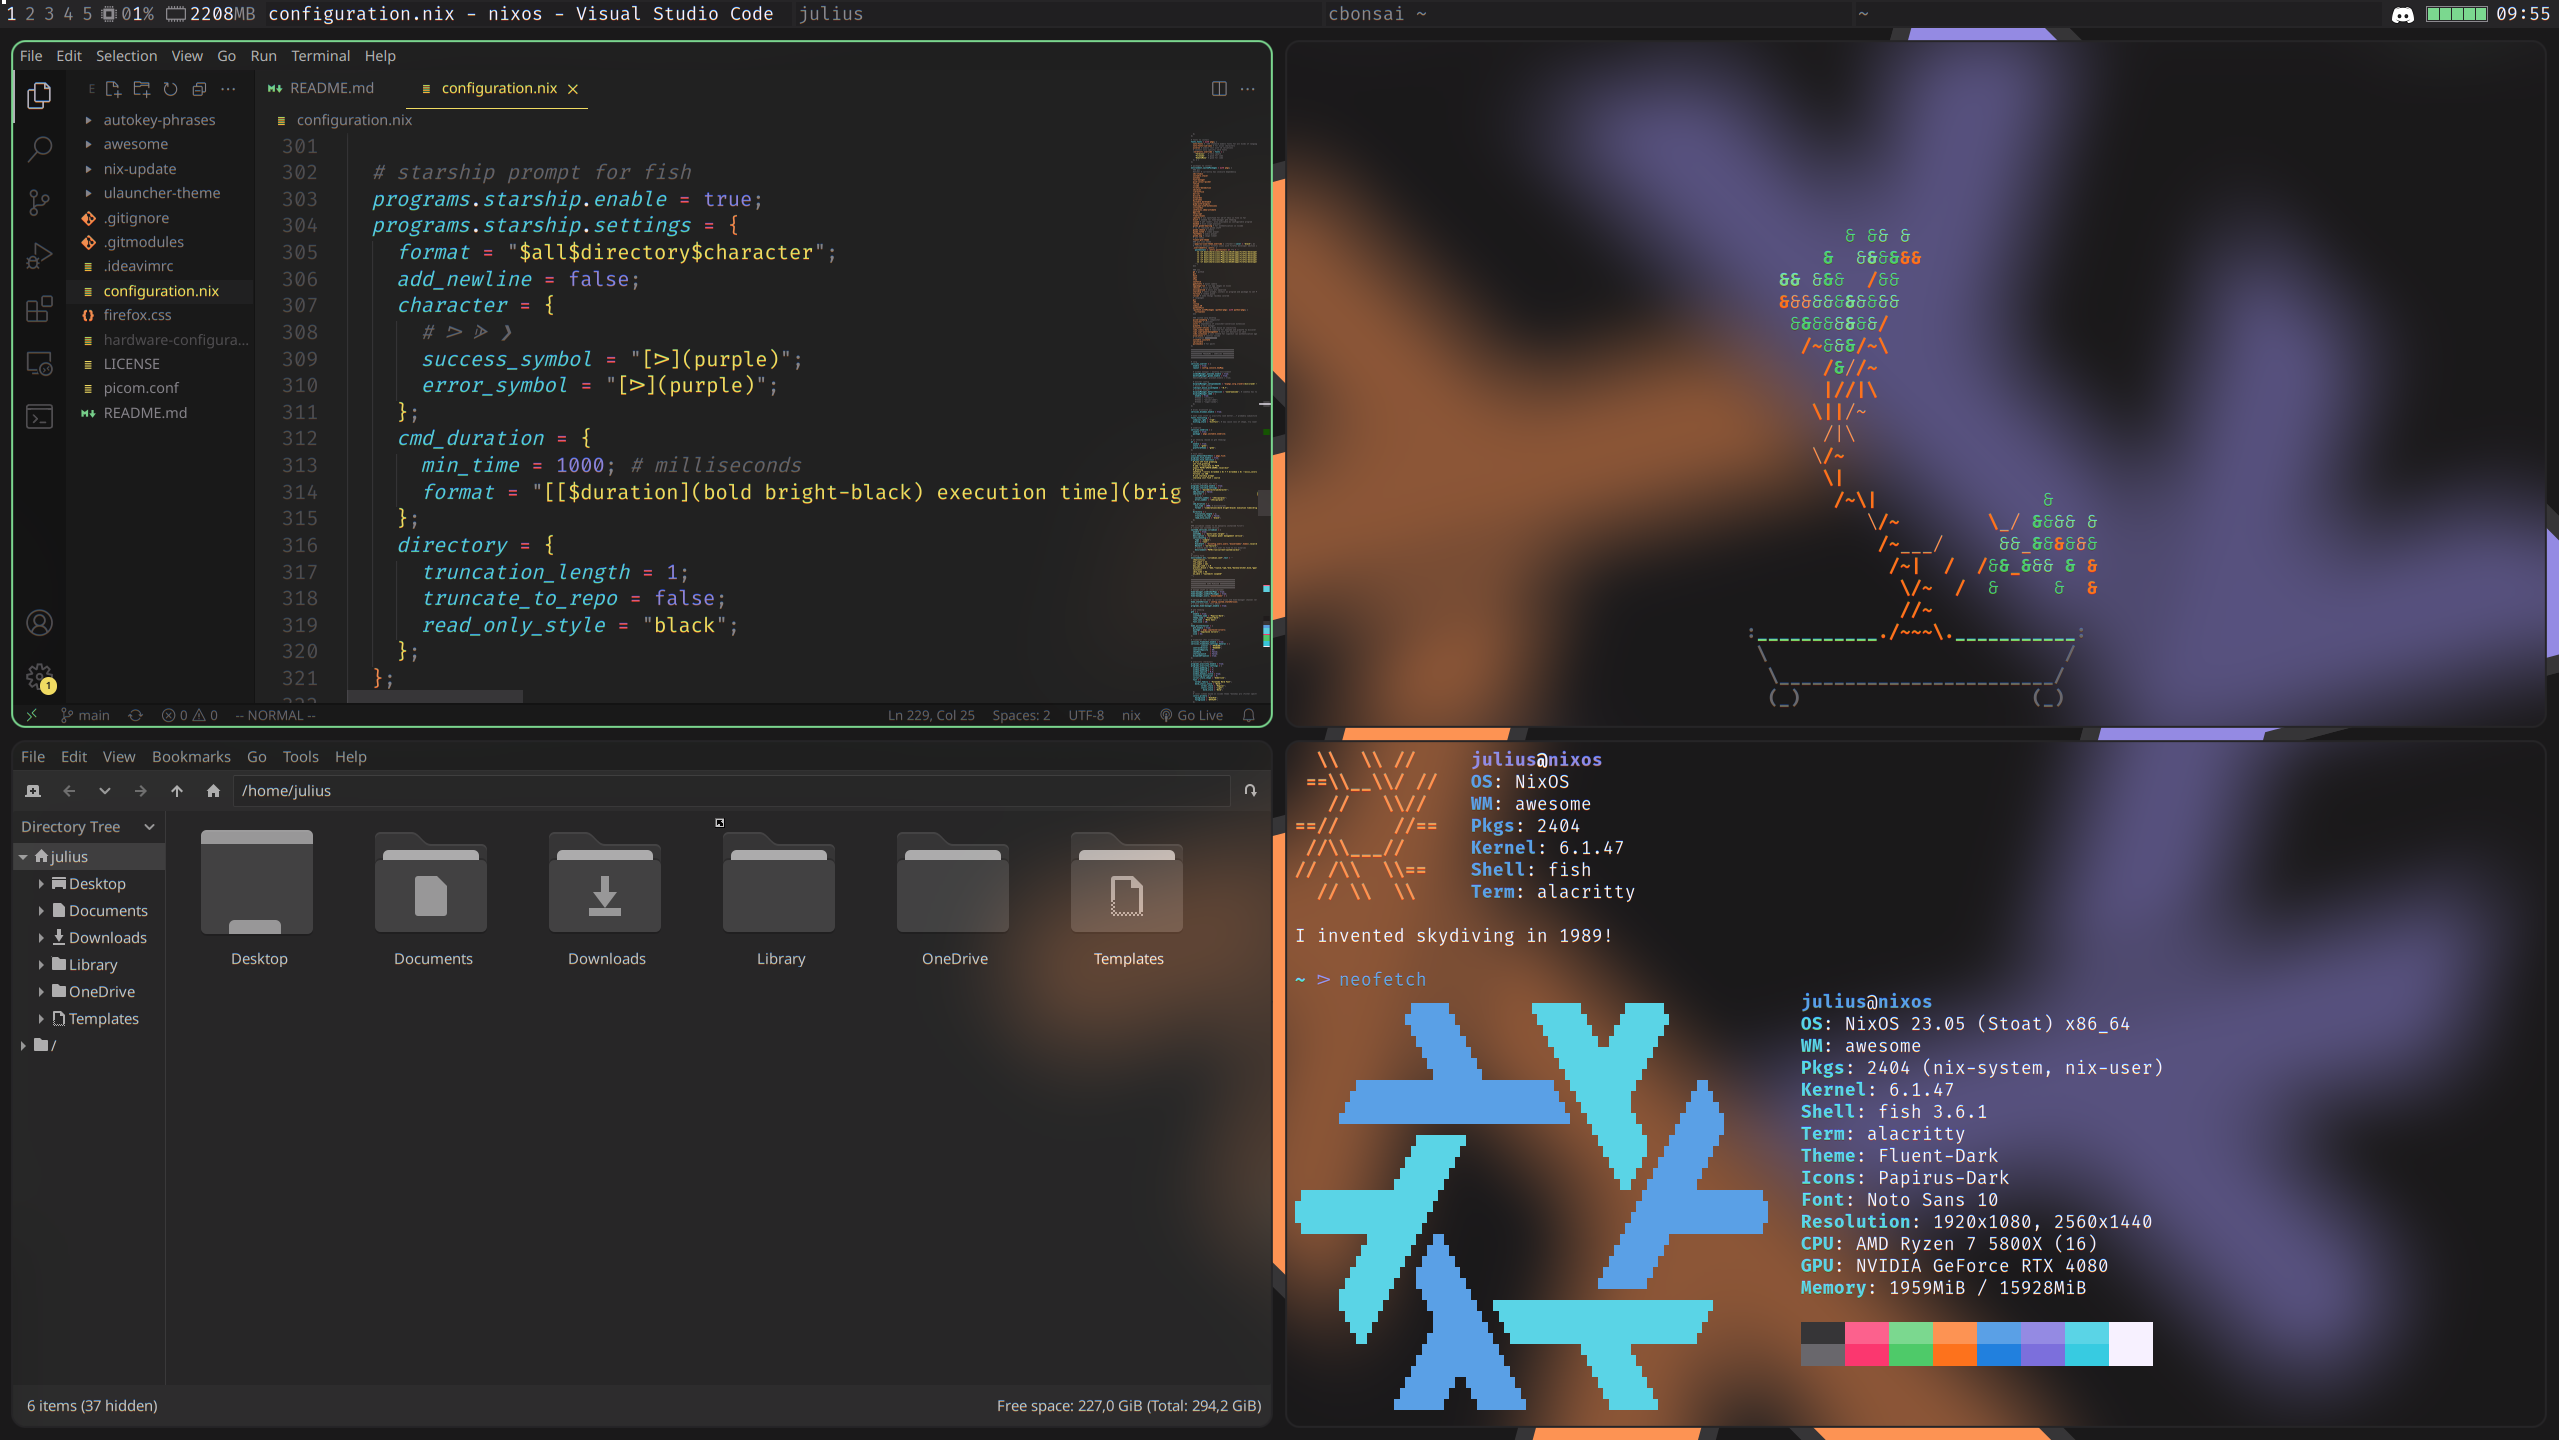 1 2 3 4 5 01% 2208MB configuration.nix - nixos - Visual Studio Code julius cbonsai ~ ~ 09:55
File Edit Selection View Go Run Terminal Help
E
README.md configuration.nix
autokey-phrases
awesome
nix-update
ulauncher-theme
.gitignore
.gitmodules
.ideavimrc
configuration.nix
firefox.css
hardware-configura...
LICENSE
picom.conf
README.md
configuration.nix
301
302 # starship prompt for fish
303 programs.starship.enable = true;
304 programs.starship.settings = {
305 format = "$all$directory$character";
306 add_newline = false;
307 character = {
308 # ⪢ ⫸ ❯
309 success_symbol = "[⪢](purple)";
310 error_symbol = "[⪢](purple)";
311 };
312 cmd_duration = {
313 min_time = 1000; # milliseconds
314 format = "[[$duration](bold bright-black) execution time](brig
315 };
316 directory = {
317 truncation_length = 1;
318 truncate_to_repo = false;
319 read_only_style = "black";
320 };
321 };
main 0 0 -- NORMAL -- Ln 229, Col 25 Spaces: 2 UTF-8 nix Go Live
1
File Edit View Bookmarks Go Tools Help
/home/julius
Directory Tree
julius
Desktop
Documents
Downloads
Library
OneDrive
Templates
/
Desktop Documents Downloads Library OneDrive Templates
6 items (37 hidden) Free space: 227,0 GiB (Total: 294,2 GiB)
julius@nixos
OS: NixOS
WM: awesome
Pkgs: 2404
Kernel: 6.1.47
Shell: fish
Term: alacritty
I invented skydiving in 1989!
~ > neofetch
julius@nixos
OS: NixOS 23.05 (Stoat) x86_64
WM: awesome
Pkgs: 2404 (nix-system, nix-user)
Kernel: 6.1.47
Shell: fish 3.6.1
Term: alacritty
Theme: Fluent-Dark
Icons: Papirus-Dark
Font: Noto Sans 10
Resolution: 1920x1080, 2560x1440
CPU: AMD Ryzen 7 5800X (16)
GPU: NVIDIA GeForce RTX 4080
Memory: 1959MiB / 15928MiB